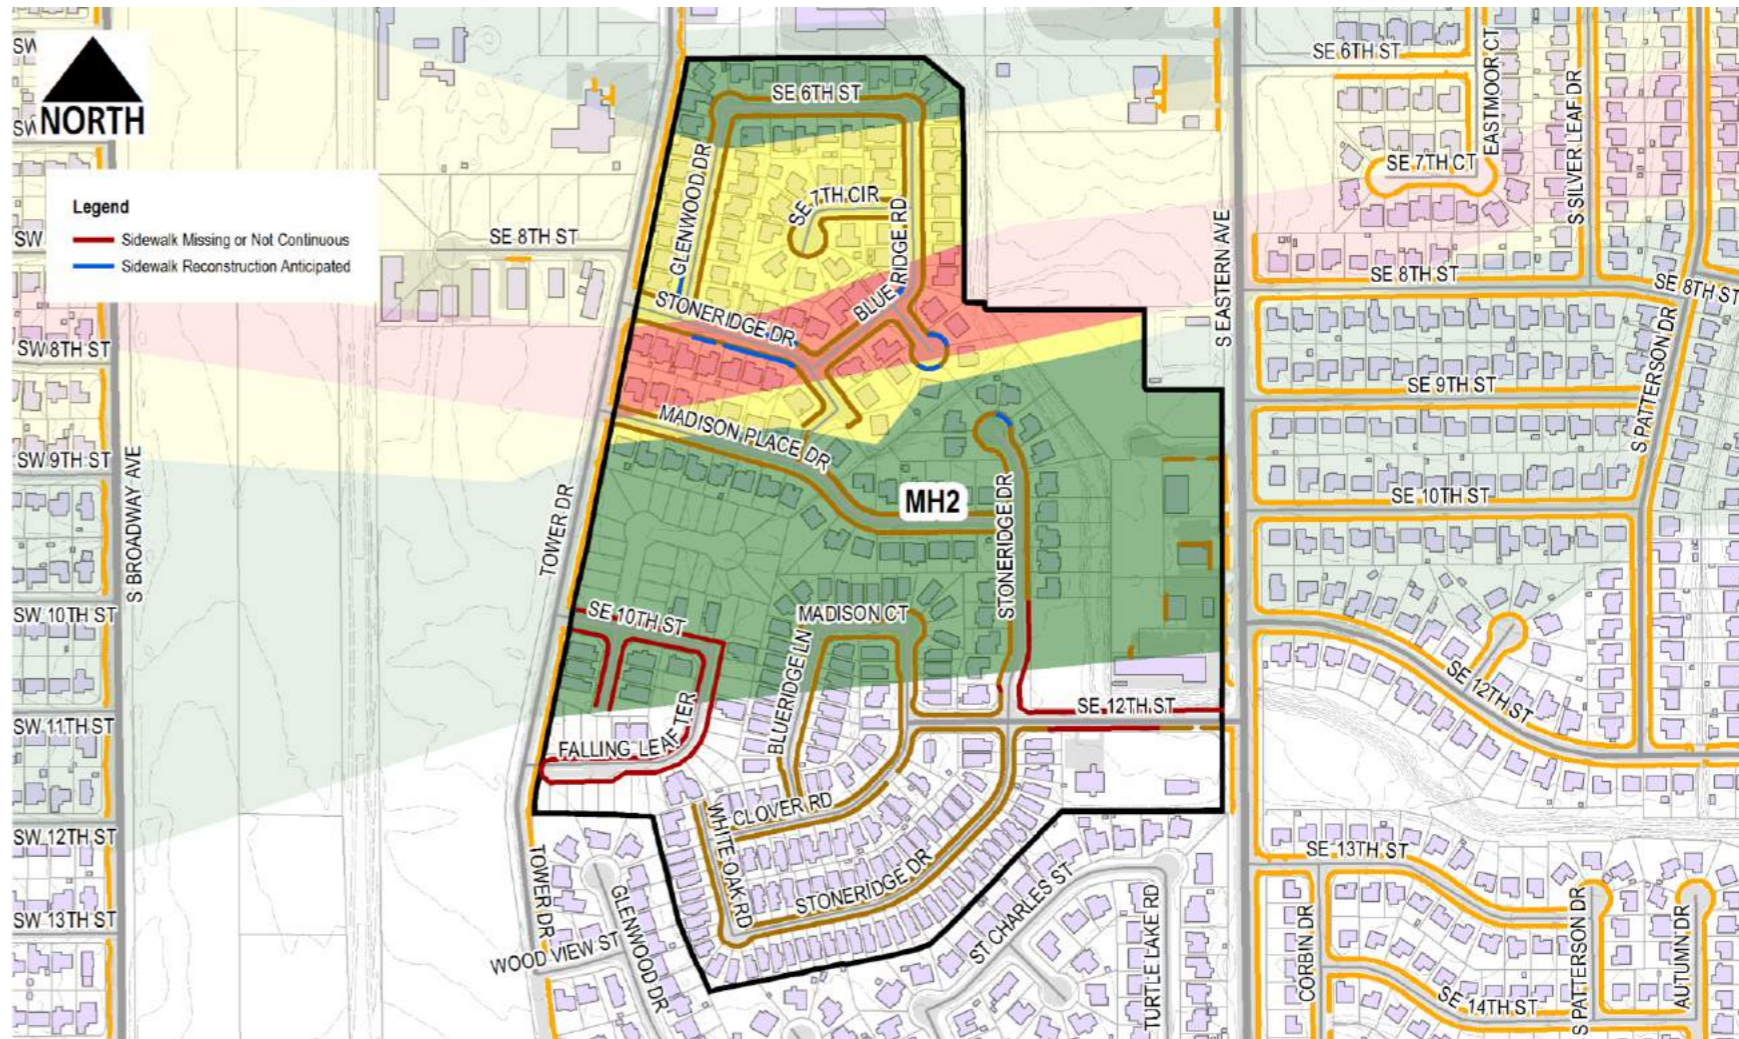 SW
SW
NORTH
Legend
Sidewalk Missing or Not Continuous
Sidewalk Reconstruction Anticipated
SW
SW 8TH ST
SW 9TH ST
SW 10TH ST
SW 11TH ST
SW 12TH ST
SW 13TH ST
S BROADWAY AVE
SE 8TH ST
TOWER DR
TOWER DR
WOOD VIEW ST
GLENWOOD DR
SE 6TH ST
GLENWOOD DR
SE 7TH CIR
BLUE RIDGE RD
STONERIDGE DR
MADISON PLACE DR
MH2
STONERIDGE DR
SE 10TH ST
MADISON CT
BLUERIDGE LN
FALLING LEAF TER
SE 12TH ST
CLOVER RD
WHITE OAK RD
STONERIDGE DR
ST CHARLES ST
TURTLE LAKE RD
S EASTERN AVE
SE 6TH ST
EASTMOOR CT
SE 7TH CT
S SILVER LEAF DR
SE 8TH ST
SE 8TH ST
SE 9TH ST
S PATTERSON DR
SE 10TH ST
SE 12TH ST
SE 13TH ST
CORBIN DR
S PATTERSON DR
AUTUMN DR
SE 14TH ST